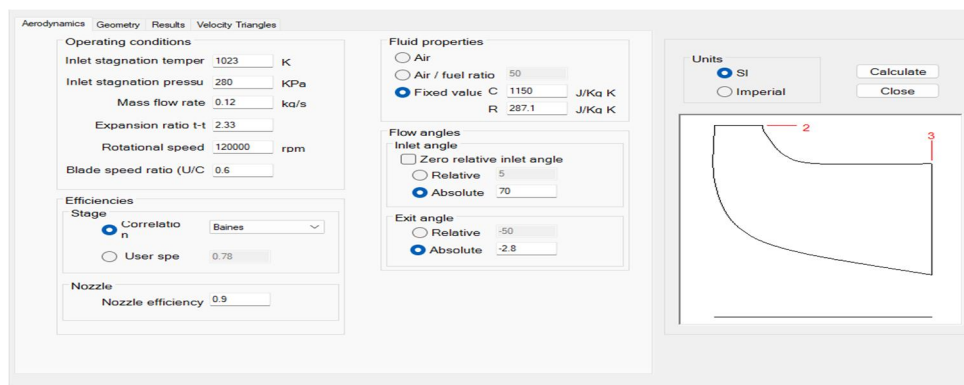 Aerodynamics Geometry Results Velocity Triangles
Operating conditions
Inlet stagnation temper 1023 K
Inlet stagnation pressu 280 KPa
Mass flow rate 0.12 kg/s
Expansion ratio t-t 2.33
Rotational speed 120000 rpm
Blade speed ratio (U/C 0.6
Efficiencies
Stage
Correlatio
n
Baines
User spe 0.78
Nozzle
Nozzle efficiency 0.9
Fluid properties
Air
Air / fuel ratio 50
Fixed value C 1150 J/Kg K
R 287.1 J/Kg K
Flow angles
Inlet angle
Zero relative inlet angle
Relative 5
Absolute 70
Exit angle
Relative -50
Absolute -2.8
Units
SI
Imperial
Calculate
Close
2
3